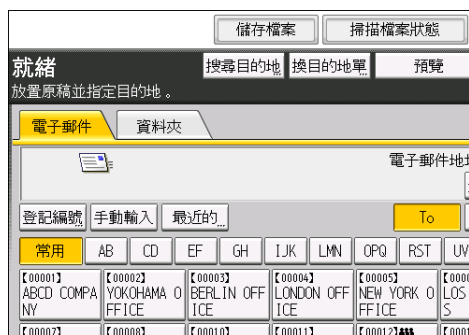 儲存檔案 掃描檔案狀態
就緒 搜尋目的地 換目的地單 預覽
放置原稿並指定目的地。
電子郵件 資料夾
電子郵件地
登記編號 手動輸入 最近的 To
常用 AB CD EF GH IJK LMN OPQ RST UV
【00001】 【00002】 【00003】 【00004】 【00005】 【0000
ABCD COMPA YOKOHAMA O BERLIN OFF LONDON OFF NEW YORK O LOS
NY FFICE ICE ICE FFICE S
【00007】 【00008】 【00010】 【00011】 【00012】